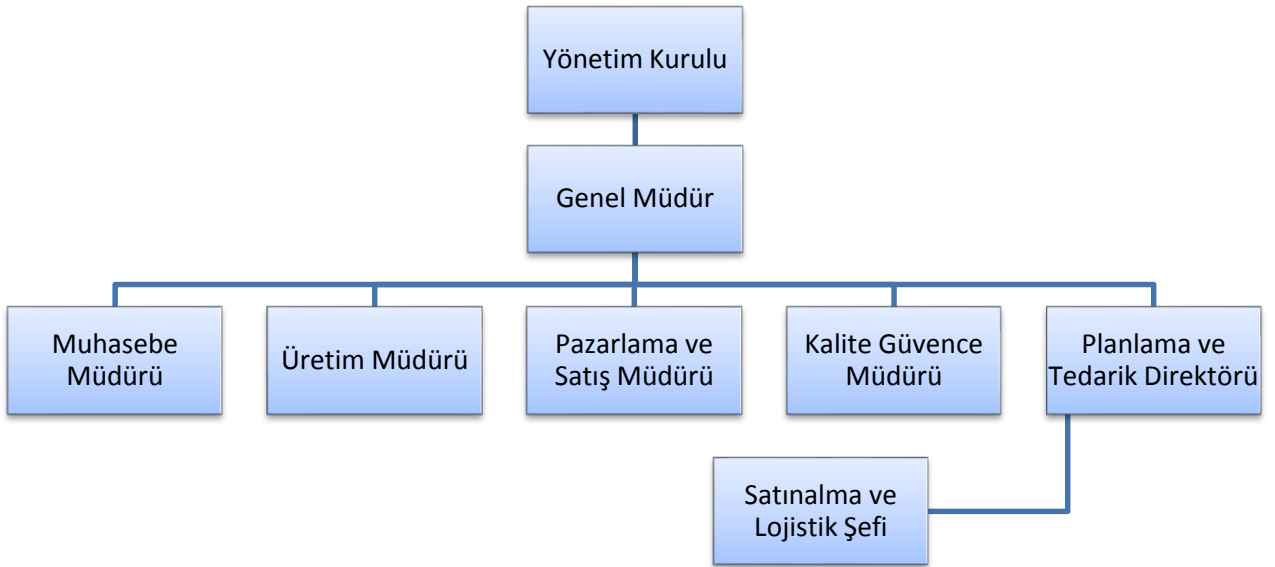 Yönetim Kurulu
Genel Müdür
Muhasebe
Müdürü
Üretim Müdürü
Pazarlama ve
Satış Müdürü
Kalite Güvence
Müdürü
Planlama ve
Tedarik Direktörü
Satınalma ve
Lojistik Şefi